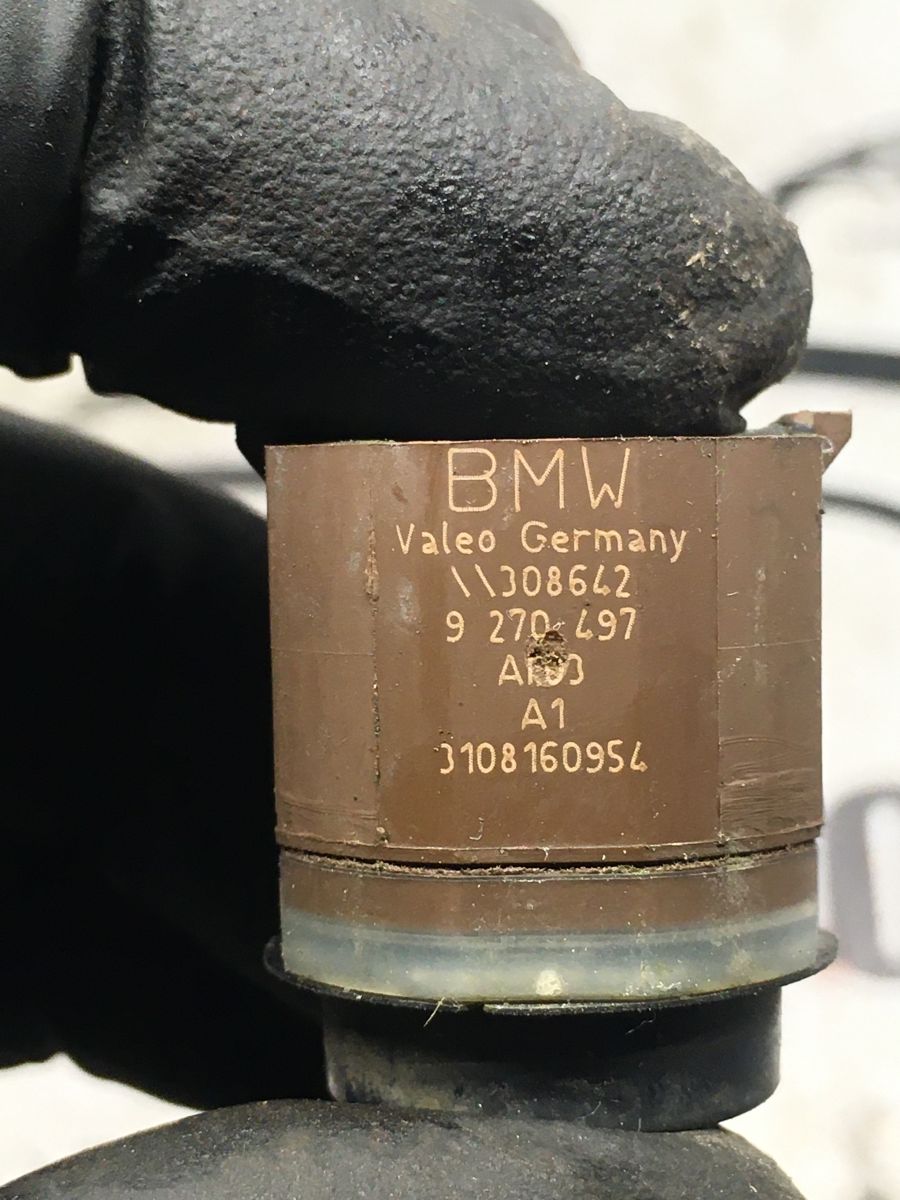 BMW
Valeo Germany
\\308642
9 270 497
A1
3108160954